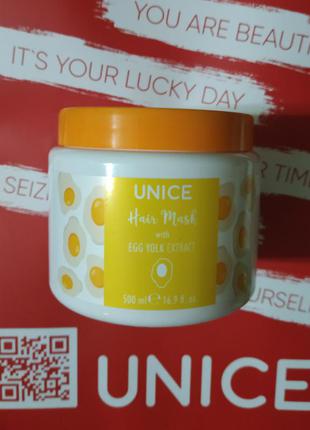 YOU ARE BEAU
IT'S YOUR LUCKY DAY
SEIZ
R TIM
URSEL
UNICE
Hair Mask
with
EGG YOLK EXTRACT
500 ml ℮ 16.9 fl. oz.
UNICE